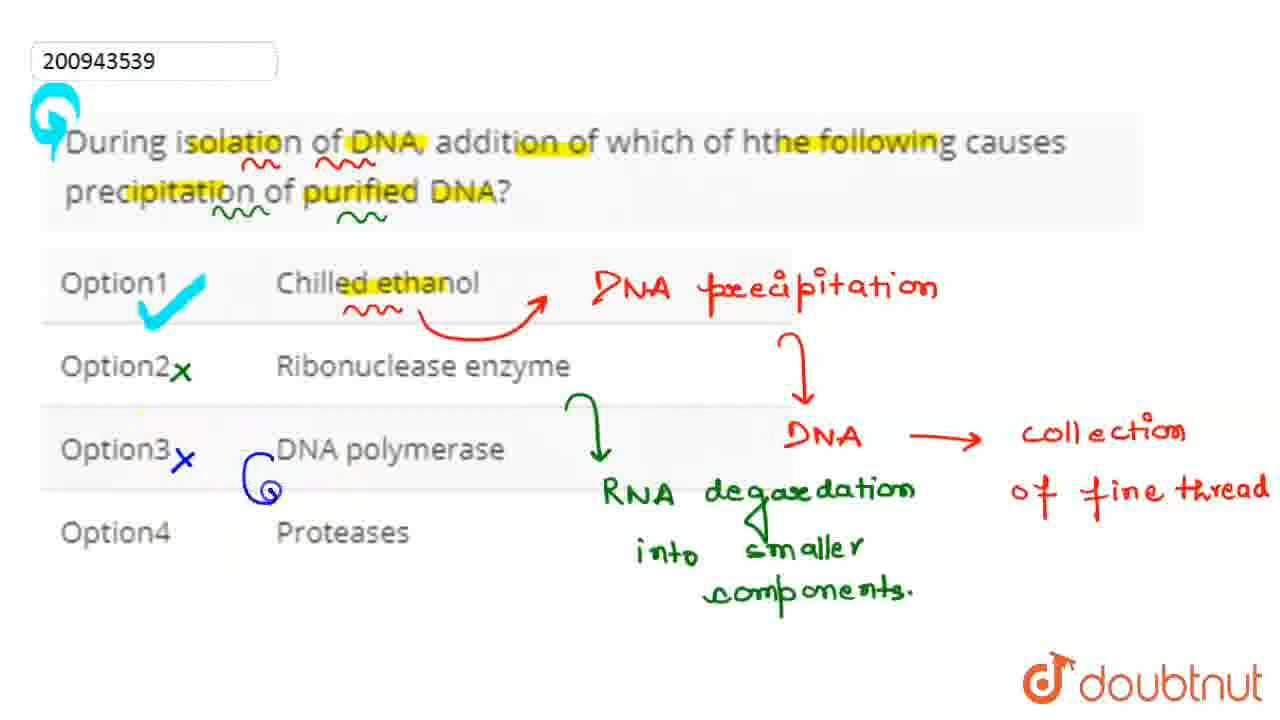 200943539
During isolation of DNA, addition of which of hthe following causes
precipitation of purified DNA?
Option1 Chilled ethanol DNA precipitation
Option2 x Ribonuclease enzyme
DNA → collection
Option3 x DNA polymerase
RNA degaredation of fine thread
Option4 Proteases
into smaller
components.
doubtnut